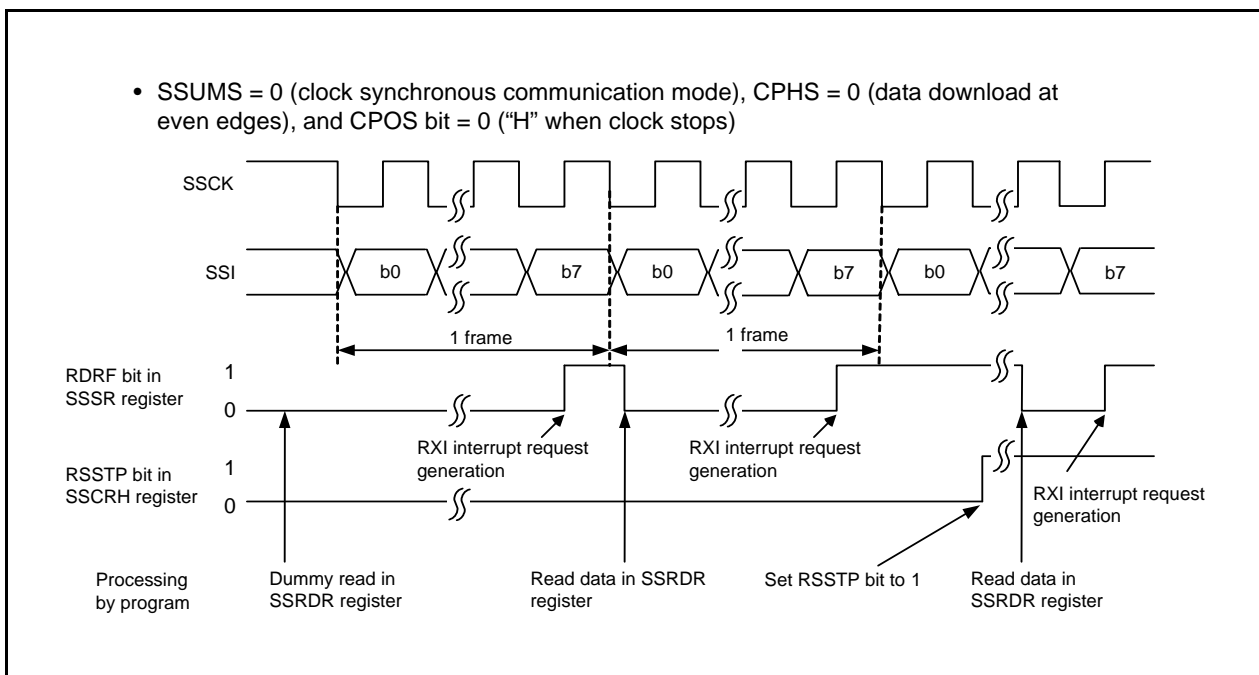 • SSUMS = 0 (clock synchronous communication mode), CPHS = 0 (data download at
even edges), and CPOS bit = 0 (“H” when clock stops)
SSCK
SSI
b0
b7
b0
b7
b0
b7
1 frame
1 frame
RDRF bit in
SSSR register
1
0
RXI interrupt request
generation
RXI interrupt request
generation
RSSTP bit in
SSCRH register
1
0
RXI interrupt request
generation
Processing
by program
Dummy read in
SSRDR register
Read data in SSRDR
register
Set RSSTP bit to 1
Read data in
SSRDR register